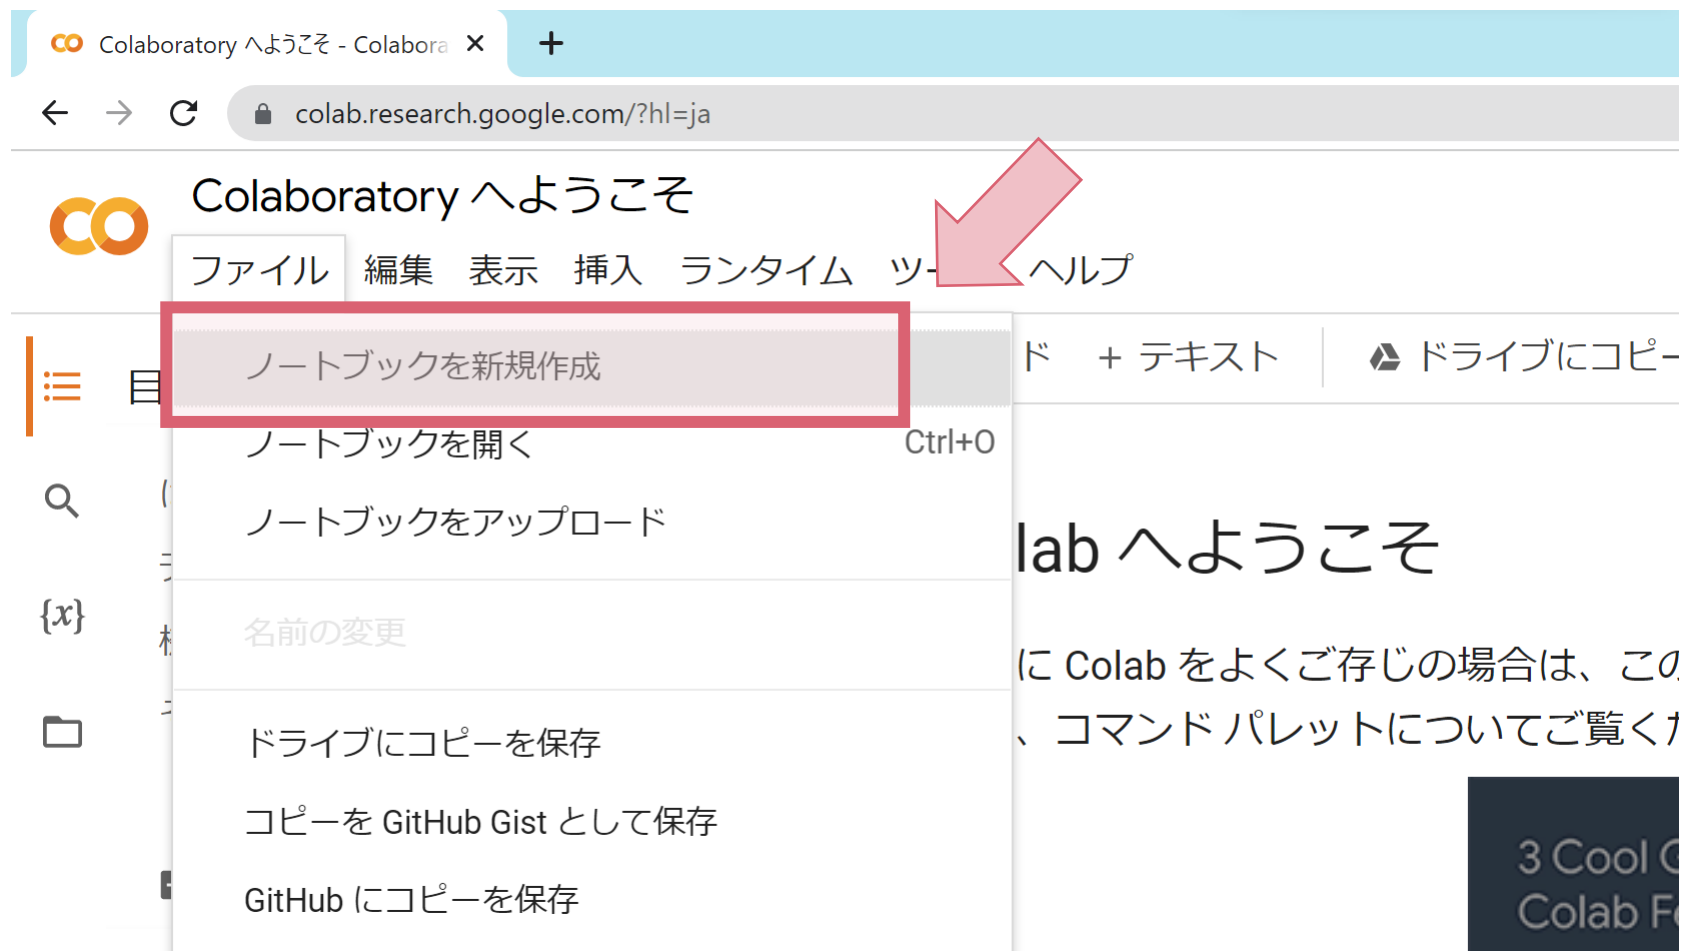 Colaboratory へようこそ - Colabora
colab.research.google.com/?hl=ja
Colaboratory へようこそ
ファイル 編集 表示 挿入 ランタイム ツー ヘルプ
ノートブックを新規作成
ド + テキスト ドライブにコピー
目
ノートブックを開く Ctrl+O
ノートブックをアップロード
lab へようこそ
{x}
名前の変更
に Colab をよくご存じの場合は、この
、コマンド パレットについてご覧くだ
ドライブにコピーを保存
コピーを GitHub Gist として保存
3 Cool G
GitHub にコピーを保存
Colab Fe